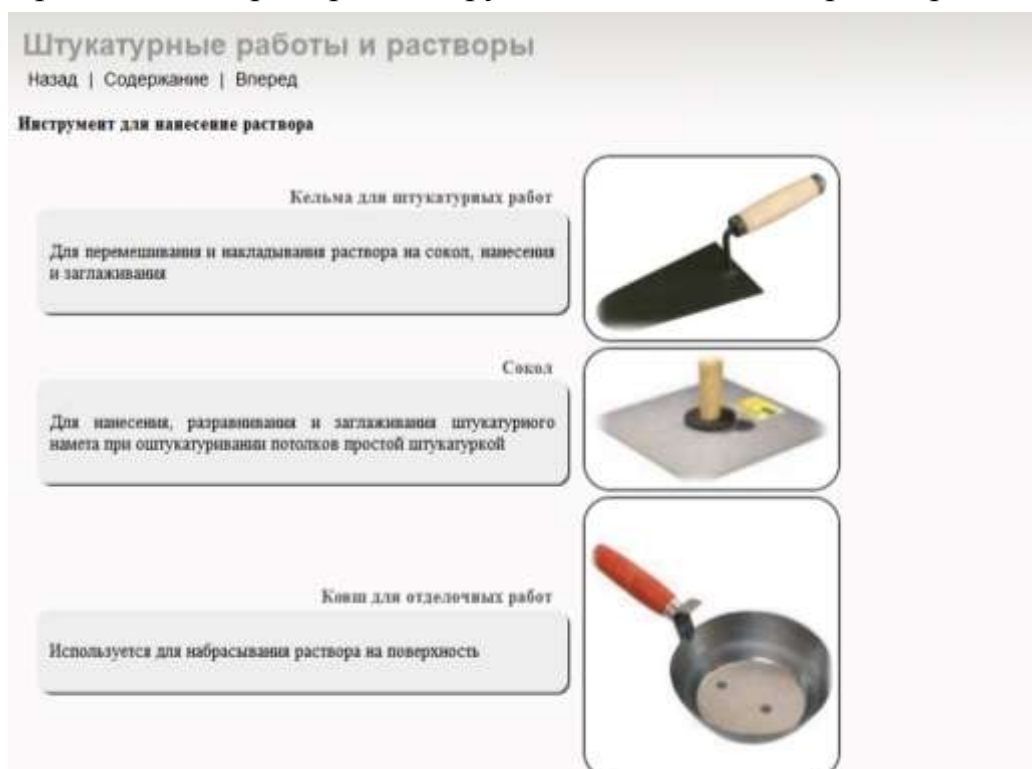 Штукатурные работы и растворы
Назад | Содержание | Вперед
Инструмент для нанесение раствора
Кельма для штукатурных работ
Для перемешивания и накладывания раствора на сокол, нанесения
и заглаживания
Сокол
Для нанесения, разравнивания и заглаживания штукатурного
намета при оштукатуривании потолков простой штукатуркой
Ковш для отделочных работ
Используется для набрасывания раствора на поверхность